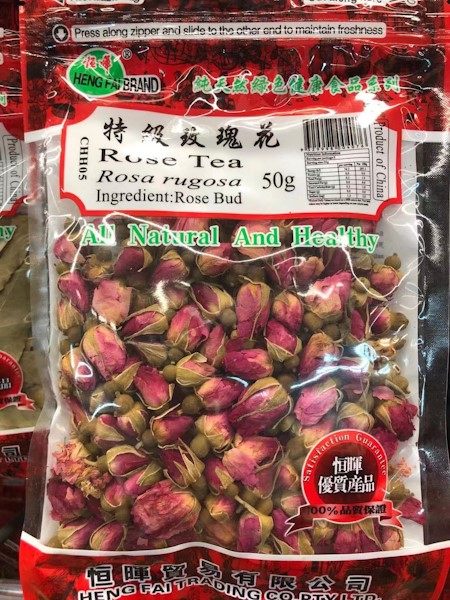 Press along zipper and slide to the other end to maintain freshness
恒暉
HENG FAI BRAND
純天然綠色健康食品系列
特級玫瑰花
Rose Tea
Rosa rugosa
Ingredient:Rose Bud
50g
CHH05
Product of China
All Natural And Healthy
Satisfaction Guarantee
恒暉
優質產品
100%品質保證
恒暉貿易有限公司
HENG FAI TRADING CO PTY LTD.